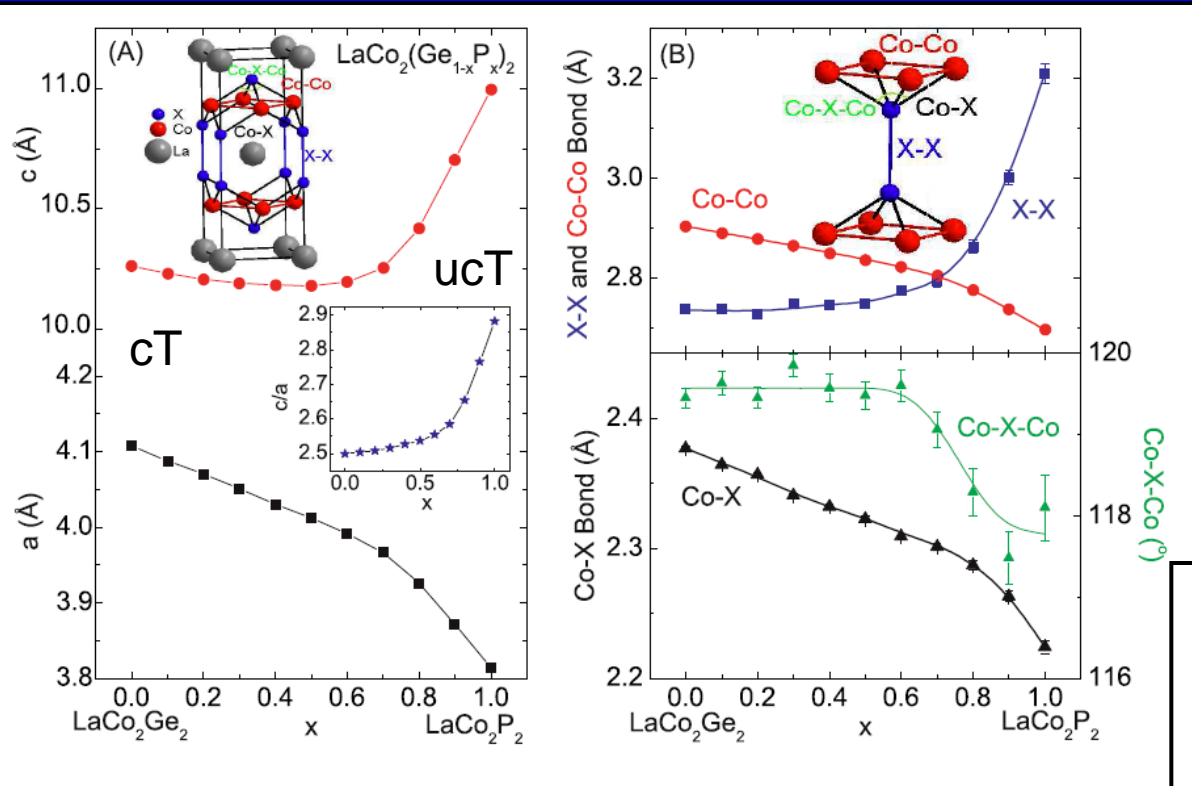 (A)
LaCo2(Ge1-xPx)2
Co-X-Co
Co-Co
X
Co
La
Co-X
X-X
c (Å)
11.0
10.5
10.0
ucT
cT
4.2
4.1
4.0
3.9
3.8
a (Å)
2.9
2.8
2.7
2.6
2.5
c/a
0.0 0.5 1.0
x
0.0 0.2 0.4 0.6 0.8 1.0
LaCo2Ge2 x LaCo2P2
(B)
Co-Co
Co-X-Co
Co-X
X-X
Co-Co
X-X
X-X and Co-Co Bond (Å)
3.2
3.0
2.8
120
118
116
Co-X-Co (°)
Co-X-Co
Co-X
Co-X Bond (Å)
2.4
2.3
2.2
0.0 0.2 0.4 0.6 0.8 1.0
LaCo2Ge2 x LaCo2P2